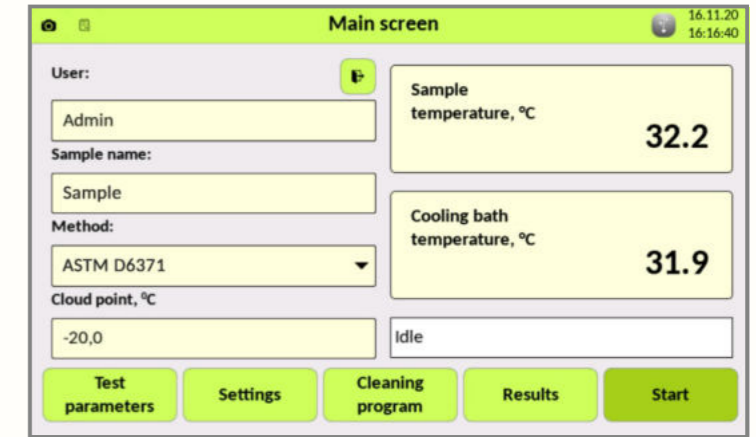 Main screen
16.11.20
16:16:40
User:
Admin
Sample name:
Sample
Method:
ASTM D6371
Cloud point, °C
-20,0
Sample
temperature, °C
32.2
Cooling bath
temperature, °C
31.9
Idle
Test
parameters
Settings
Cleaning
program
Results
Start